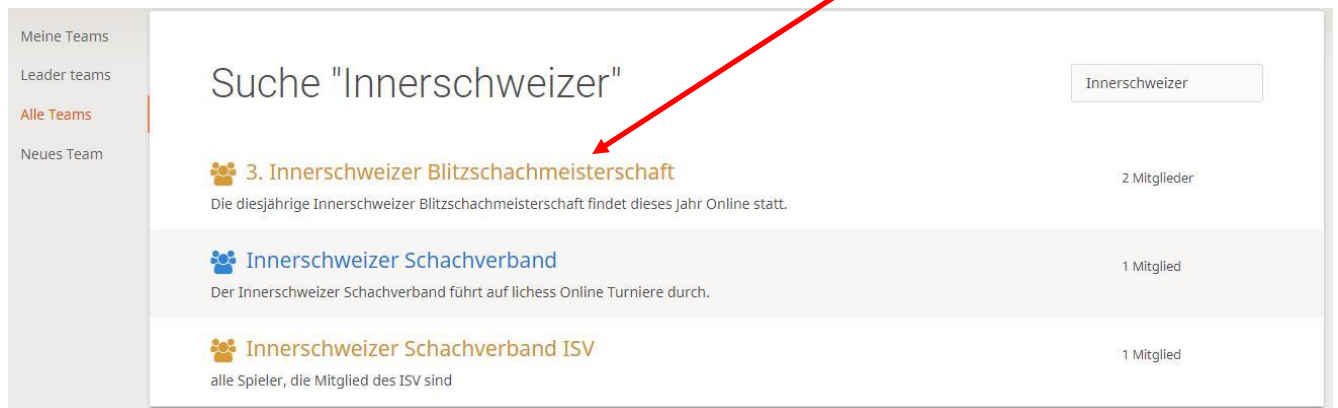 Meine Teams
Leader teams
Alle Teams
Neues Team
Suche "Innerschweizer"
Innerschweizer
3. Innerschweizer Blitzschachmeisterschaft
2 Mitglieder
Die diesjährige Innerschweizer Blitzschachmeisterschaft findet dieses Jahr Online statt.
Innerschweizer Schachverband
1 Mitglied
Der Innerschweizer Schachverband führt auf lichess Online Turniere durch.
Innerschweizer Schachverband ISV
1 Mitglied
alle Spieler, die Mitglied des ISV sind